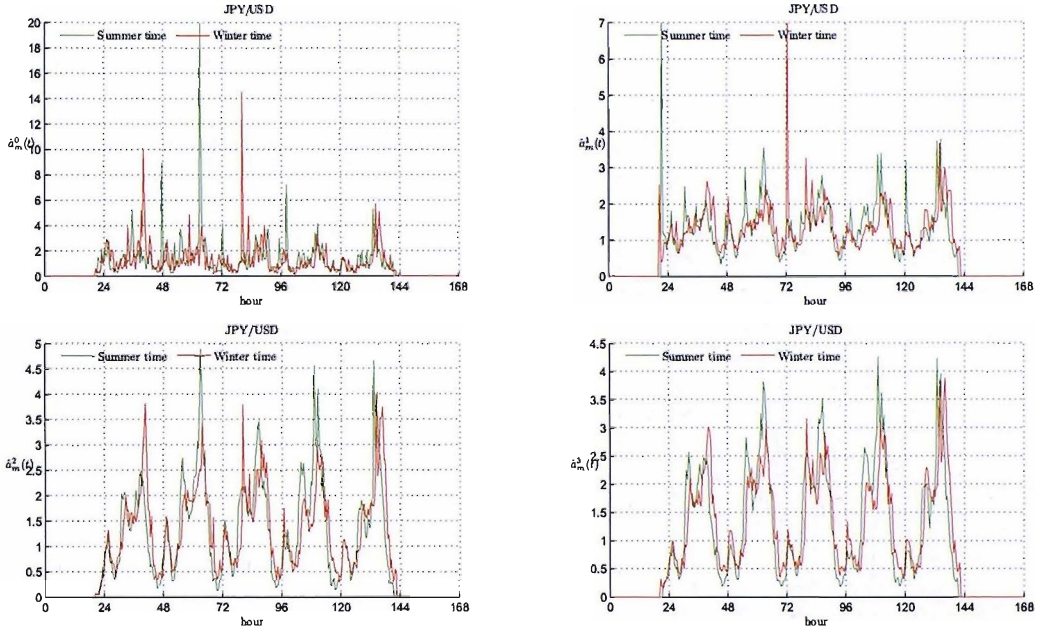 JPY/USD
Summer time
Winter time
20
18
16
14
12
10
8
6
4
2
0
â⁰ₘ(t)
0 24 48 72 96 120 144 168
hour
JPY/USD
Summer time
Winter time
7
6
5
4
3
2
1
0
â¹ₘ(t)
0 24 48 72 96 120 144 168
hour
JPY/USD
Summer time
Winter time
5
4.5
4
3.5
3
2.5
2
1.5
1
0.5
0
â²ₘ(t)
0 24 48 72 96 120 144 168
hour
JPY/USD
Summer time
Winter time
4.5
4
3.5
3
2.5
2
1.5
1
0.5
0
â³ₘ(t)
0 24 48 72 96 120 144 168
hour